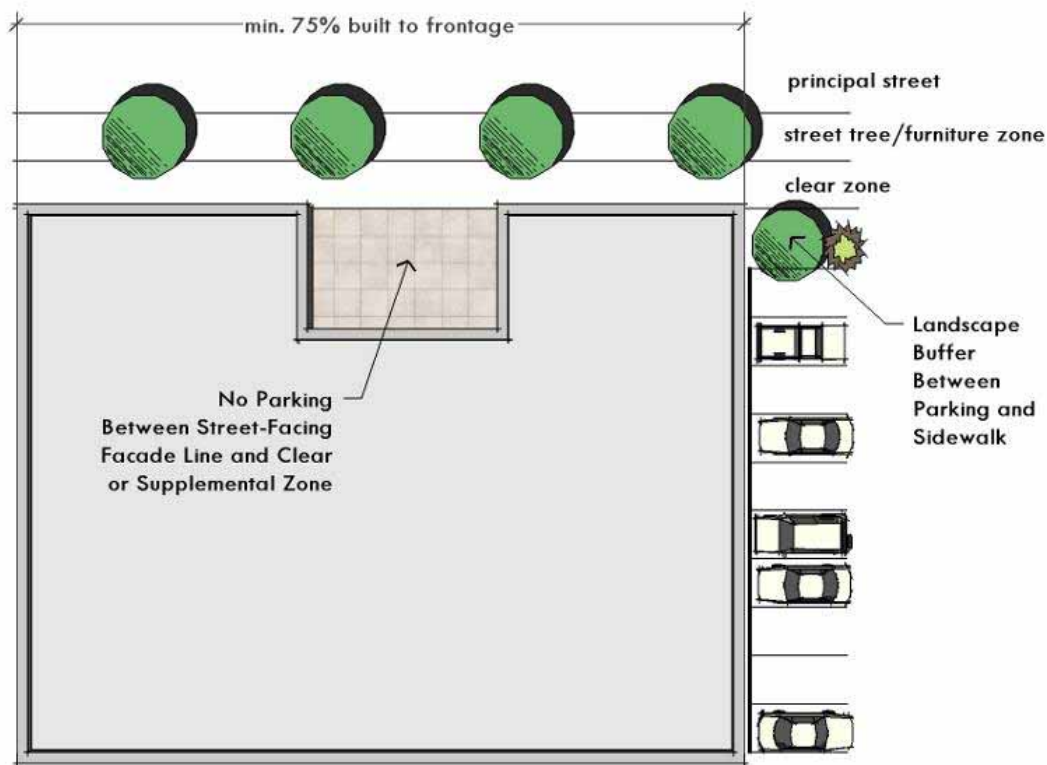 min. 75% built to frontage
principal street
street tree/furniture zone
clear zone
Landscape
Buffer
Between
Parking and
Sidewalk
No Parking
Between Street-Facing
Facade Line and Clear
or Supplemental Zone